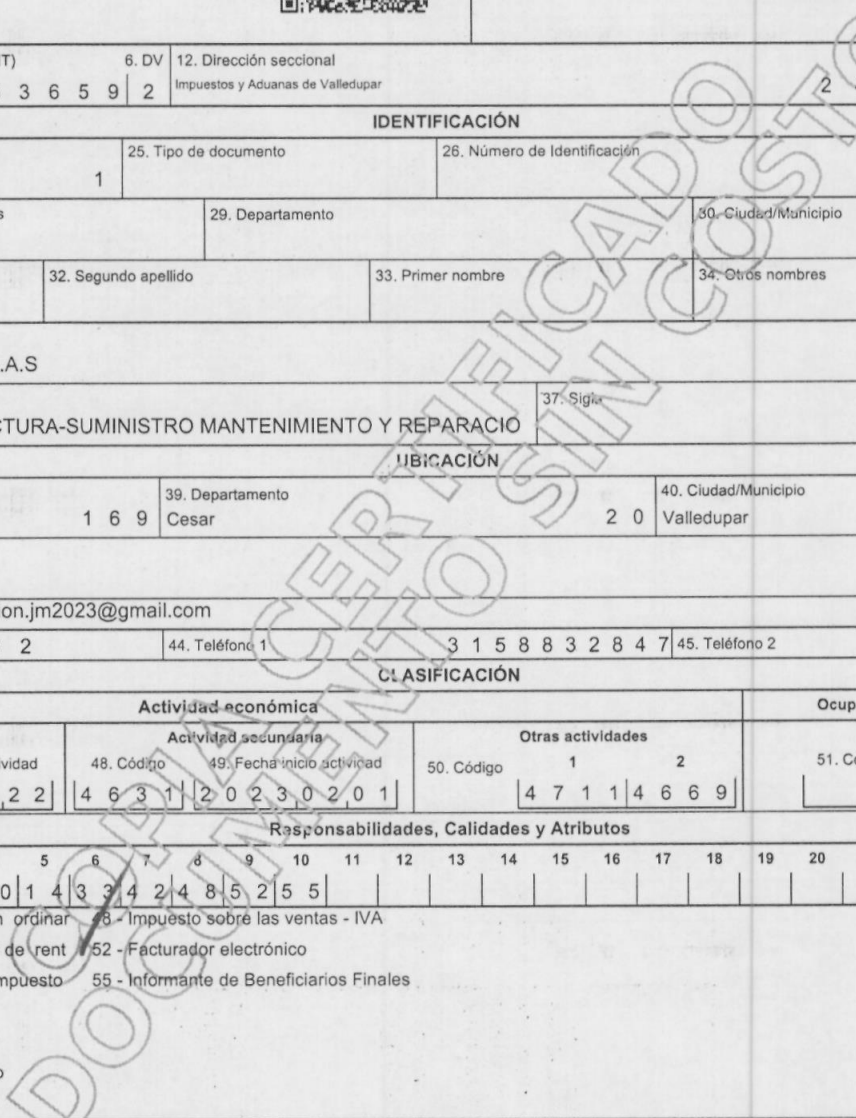 T) 6. DV 12. Dirección seccional
3 6 5 9 2 Impuestos y Aduanas de Valledupar 2
IDENTIFICACIÓN
25. Tipo de documento 26. Número de Identificación
1
s 29. Departamento 30. Ciudad/Municipio
32. Segundo apellido 33. Primer nombre 34. Otros nombres
.A.S
37. Sigla
CTURA-SUMINISTRO MANTENIMIENTO Y REPARACIO
UBICACIÓN
39. Departamento 40. Ciudad/Municipio
1 6 9 Cesar 2 0 Valledupar
on.jm2023@gmail.com
2 44. Teléfono 1 3 1 5 8 8 3 2 8 4 7 45. Teléfono 2
CLASIFICACIÓN
Actividad económica Ocup
Actividad secundaria Otras actividades
vidad 48. Código 49. Fecha inicio actividad 50. Código 1 2 51. Có
2 2 4 6 3 1 2 0 2 3 0 2 0 1 4 7 1 1 4 6 6 9
Responsabilidades, Calidades y Atributos
5 6 7 8 9 10 11 12 13 14 15 16 17 18 19 20
0 1 4 3 3 4 2 4 8 5 2 5 5
n ordinar 48 - Impuesto sobre las ventas - IVA
de rent 52 - Facturador electrónico
mpuesto 55 - Informante de Beneficiarios Finales
COPIA CERTIFICADO
DOCUMENTO SIN COSTO